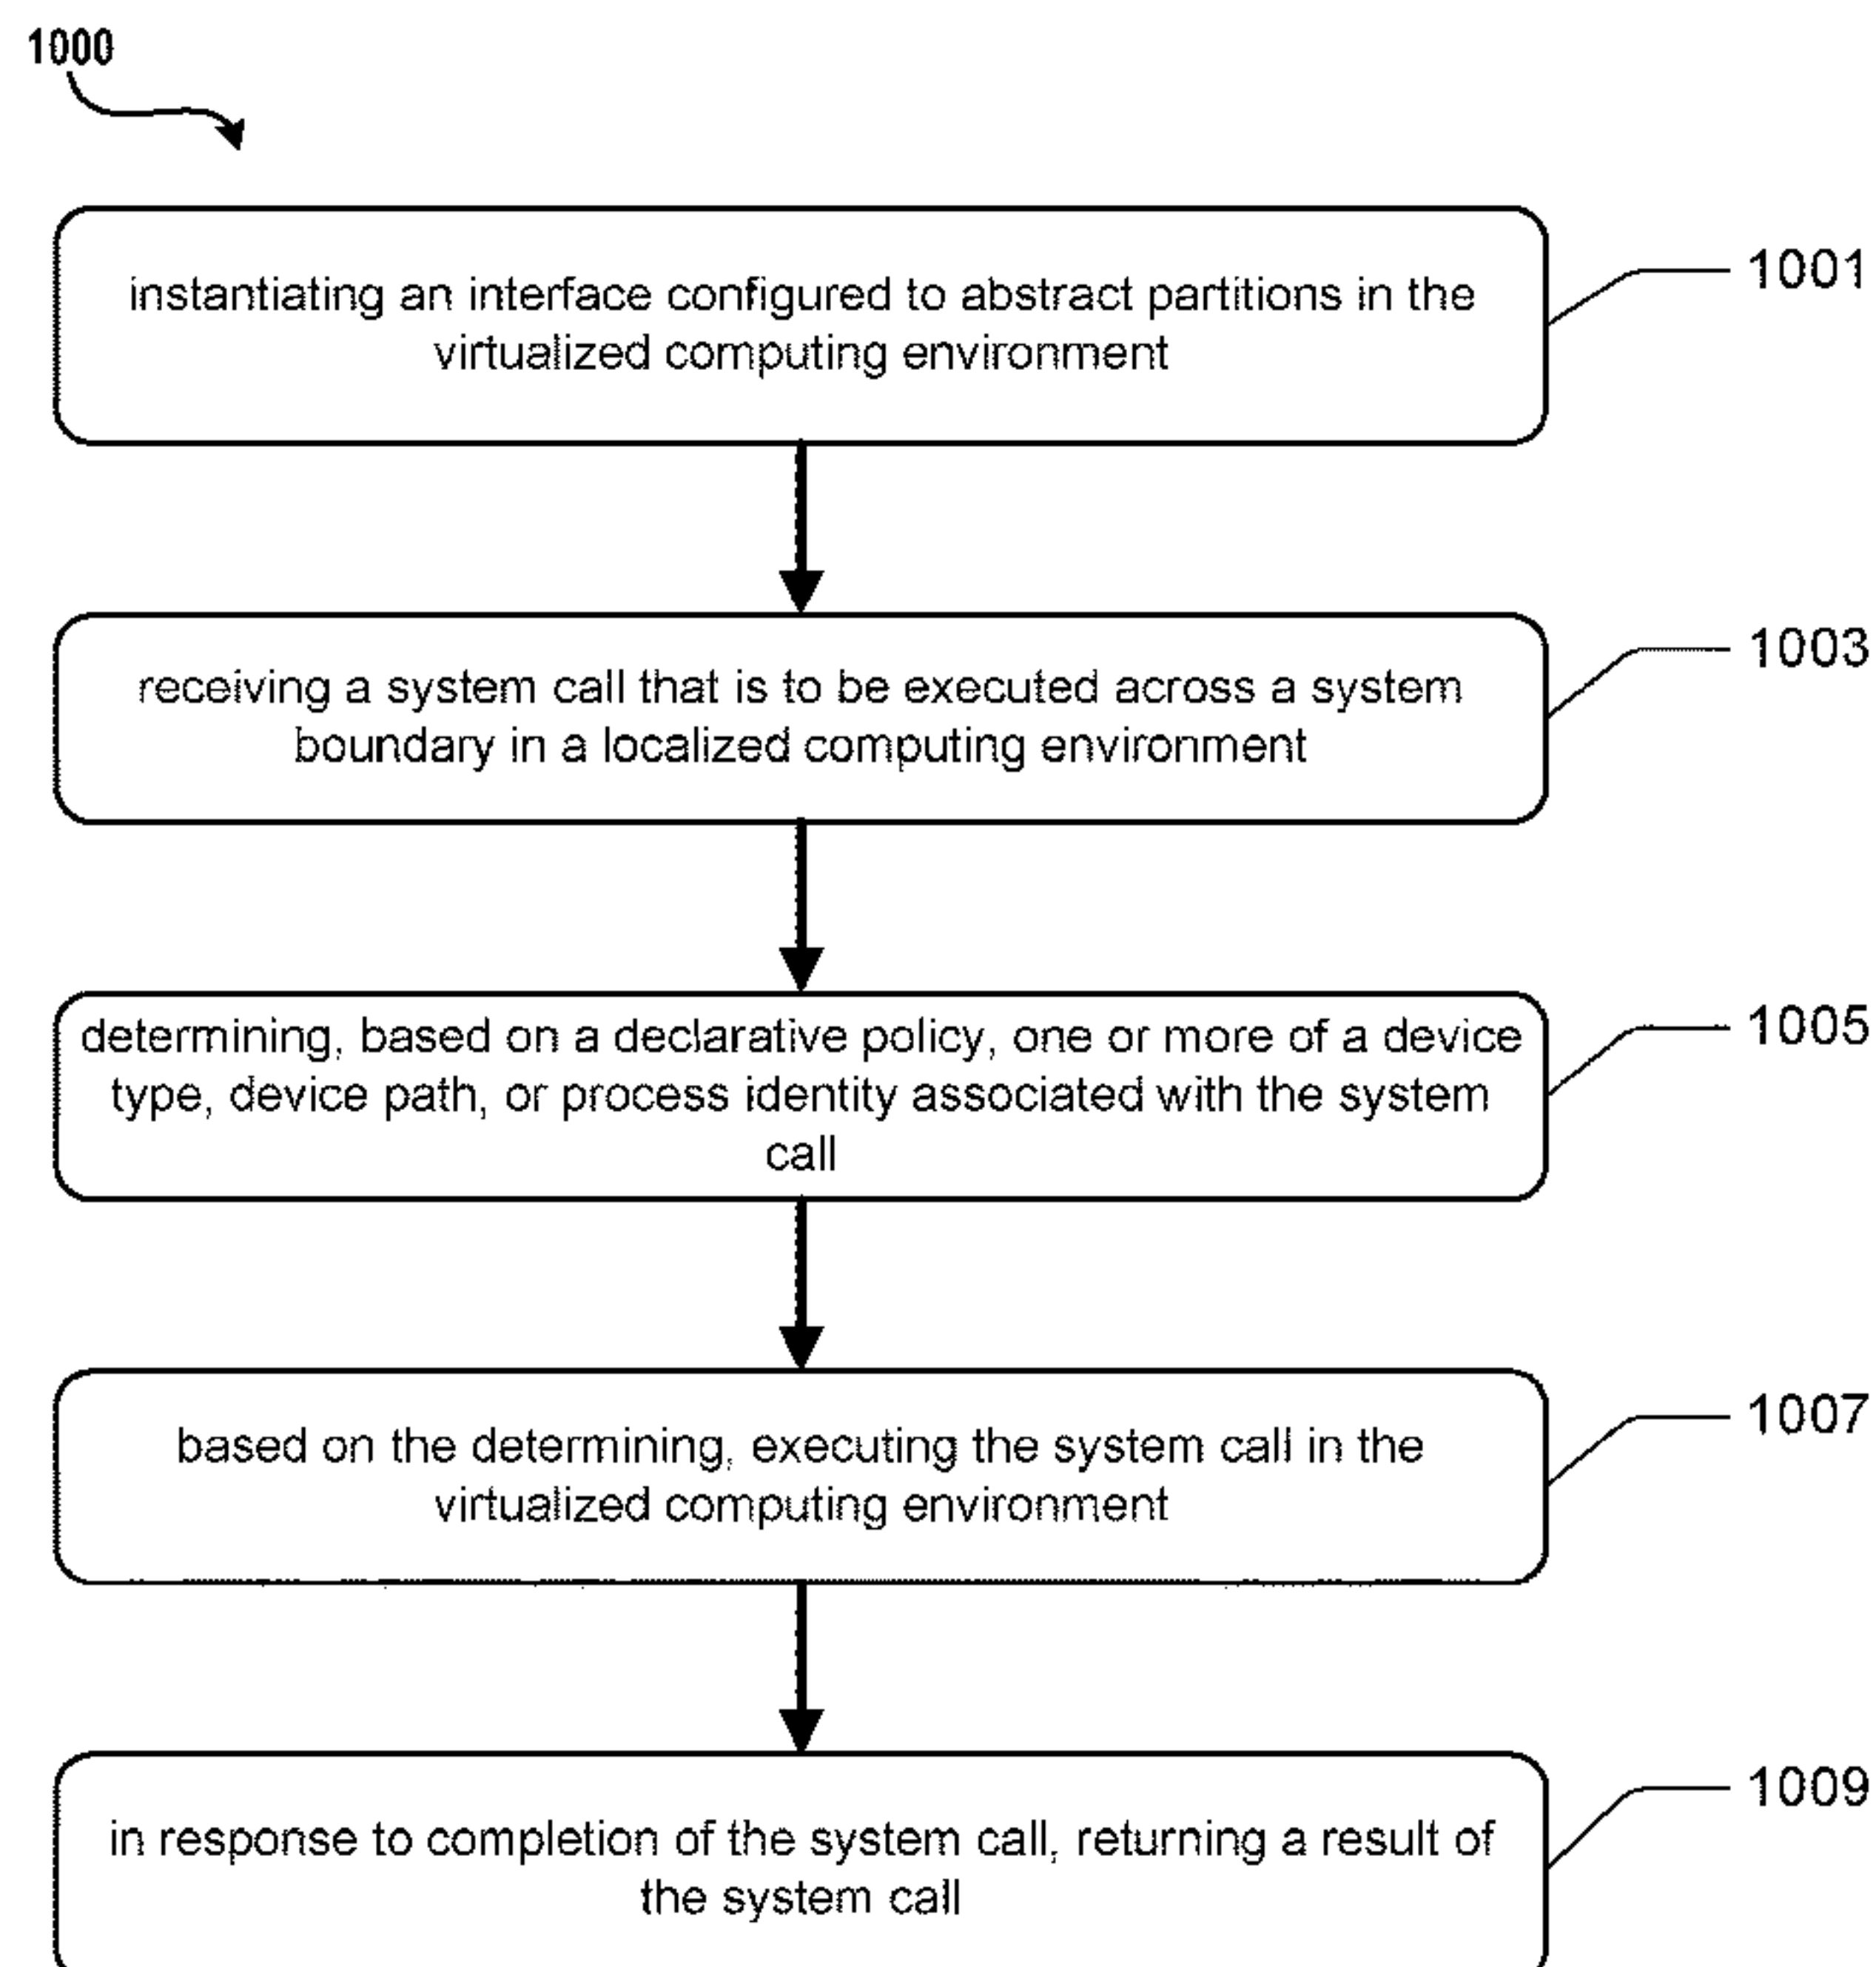 1000
instantiating an interface configured to abstract partitions in the
virtualized computing environment
1001
receiving a system call that is to be executed across a system
boundary in a localized computing environment
1003
determining, based on a declarative policy, one or more of a device
type, device path, or process identity associated with the system
call
1005
based on the determining, executing the system call in the
virtualized computing environment
1007
in response to completion of the system call, returning a result of
the system call
1009